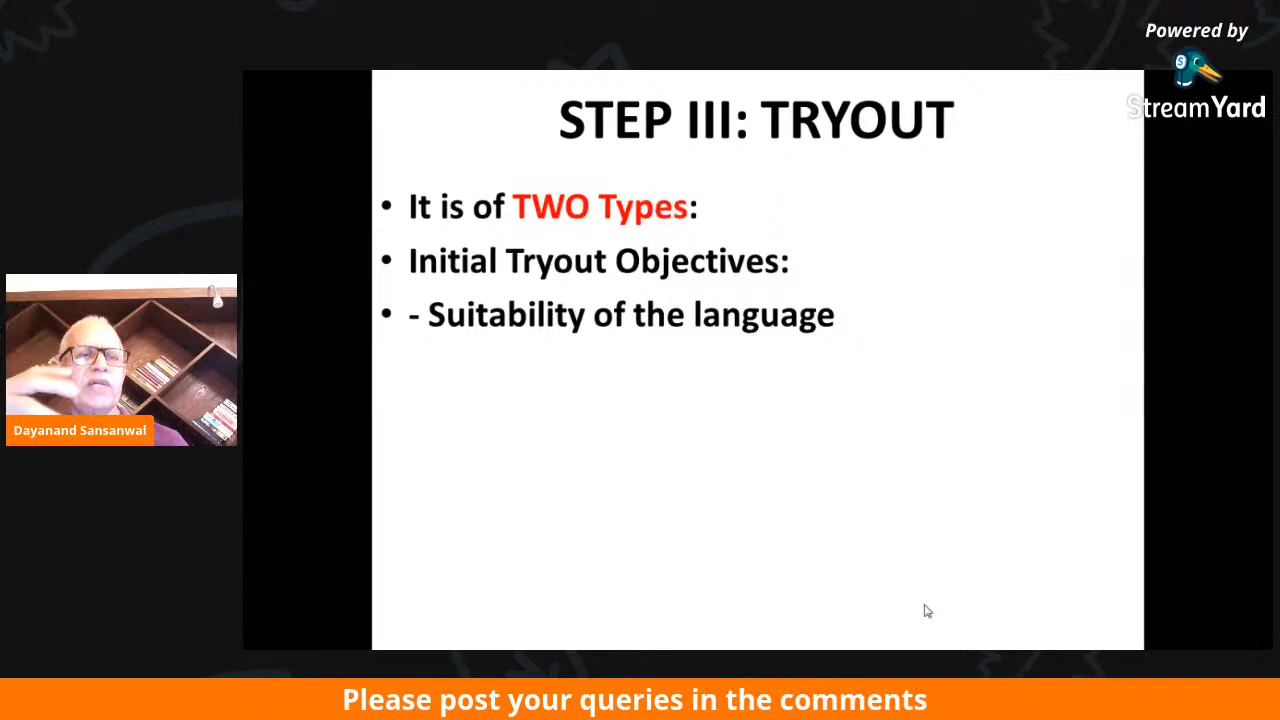 Powered by
StreamYard
STEP III: TRYOUT
• It is of TWO Types:
• Initial Tryout Objectives:
• - Suitability of the language
Dayanand Sansanwal
Please post your queries in the comments